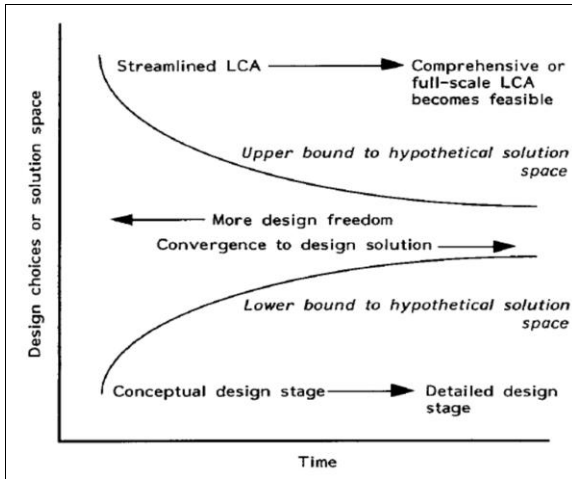 Streamlined LCA
Comprehensive or
full-scale LCA
becomes feasible
Upper bound to hypothetical solution
space
More design freedom
Convergence to design solution
Lower bound to hypothetical solution
space
Conceptual design stage
Detailed design
stage
Design choices or solution space
Time